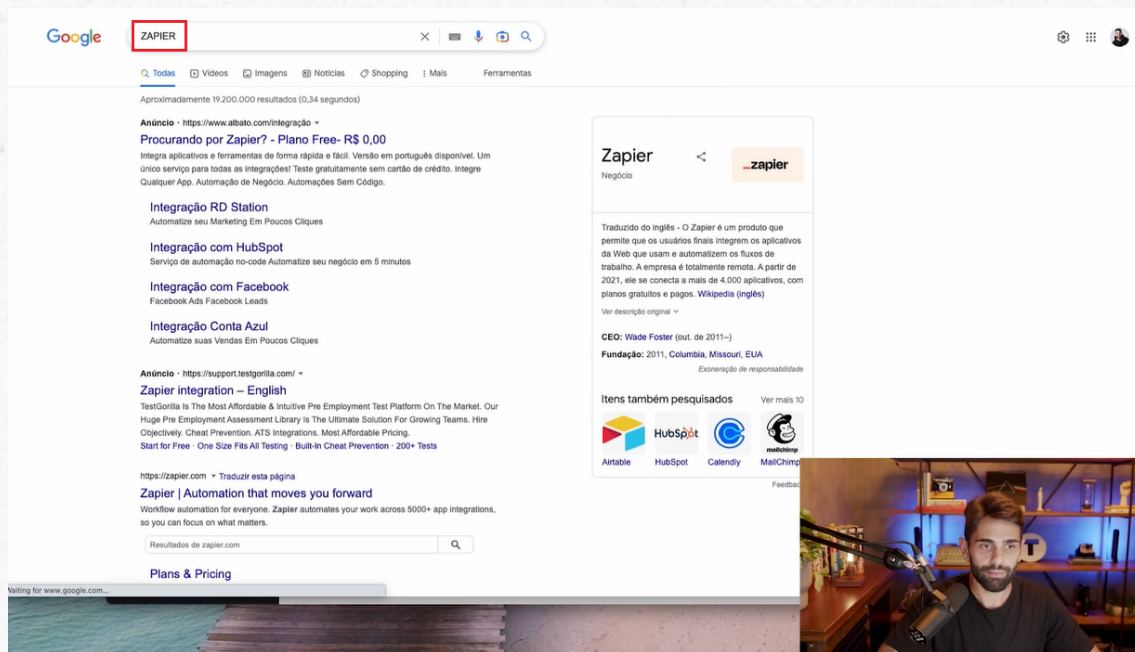 Google
ZAPIER
Todas
Vídeos
Imagens
Notícias
Shopping
Mais
Ferramentas
Aproximadamente 19.200.000 resultados (0,34 segundos)
Anúncio · https://www.albato.com/integração
Procurando por Zapier? - Plano Free- R$ 0,00
Integra aplicativos e ferramentas de forma rápida e fácil. Versão em português disponível. Um
único serviço para todas as integrações! Teste gratuitamente sem cartão de crédito. Integre
Qualquer App. Automação de Negócio. Automações Sem Código.
Integração RD Station
Automatize seu Marketing Em Poucos Cliques
Integração com HubSpot
Serviço de automação no-code Automatize seu negócio em 5 minutos
Integração com Facebook
Facebook Ads Facebook Leads
Integração Conta Azul
Automatize suas Vendas Em Poucos Cliques
Anúncio · https://support.testgorilla.com/
Zapier integration – English
TestGorilla Is The Most Affordable & Intuitive Pre Employment Test Platform On The Market. Our
Huge Pre Employment Assessment Library Is The Ultimate Solution For Growing Teams. Hire
Objectively. Cheat Prevention. ATS Integrations. Most Affordable Pricing.
Start for Free · One Size Fits All Testing · Built-In Cheat Prevention · 200+ Tests
https://zapier.com Traduzir esta página
Zapier | Automation that moves you forward
Workflow automation for everyone. Zapier automates your work across 5000+ app integrations,
so you can focus on what matters.
Resultados de zapier.com
Plans & Pricing
Waiting for www.google.com...
Zapier
Negócio
zapier
Traduzido do inglês - O Zapier é um produto que
permite que os usuários finais integrem os aplicativos
da Web que usam e automatizem os fluxos de
trabalho. A empresa é totalmente remota. A partir de
2021, ele se conecta a mais de 4.000 aplicativos, com
planos gratuitos e pagos. Wikipedia (inglês)
Ver descrição original
CEO: Wade Foster (out. de 2011–)
Fundação: 2011, Columbia, Missouri, EUA
Exoneração de responsabilidade
Itens também pesquisados
Ver mais 10
HubSpot
mailchimp
Airtable
HubSpot
Calendly
MailChimp
Feedbac
T